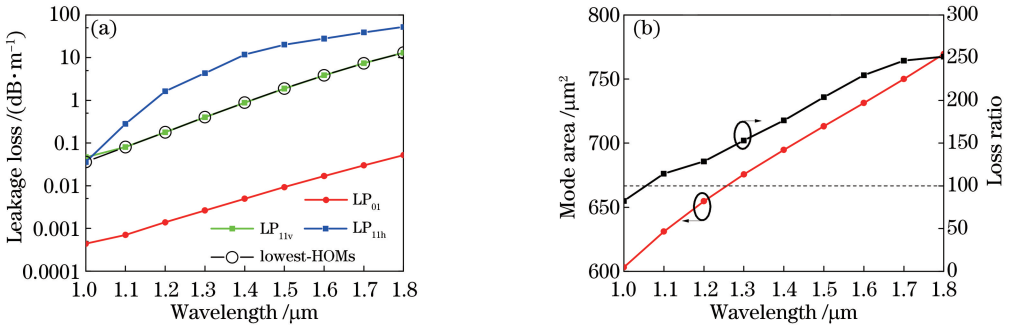 (a)
Leakage loss /(dB·m⁻¹)
100
10
1
0.1
0.01
0.001
0.0001
LP₀₁
LP₁₁ᵥ LP₁₁ₕ
lowest-HOMs
1.0 1.1 1.2 1.3 1.4 1.5 1.6 1.7 1.8
Wavelength /μm
(b)
Mode area /μm²
800
750
700
650
600
300
250
200
150
100
50
0
Loss ratio
1.0 1.1 1.2 1.3 1.4 1.5 1.6 1.7 1.8
Wavelength /μm